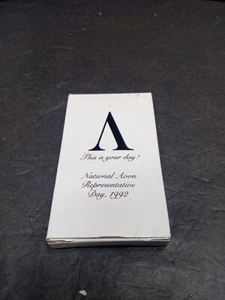 Λ
This is your day!
National Avon
Representative
Day, 1992